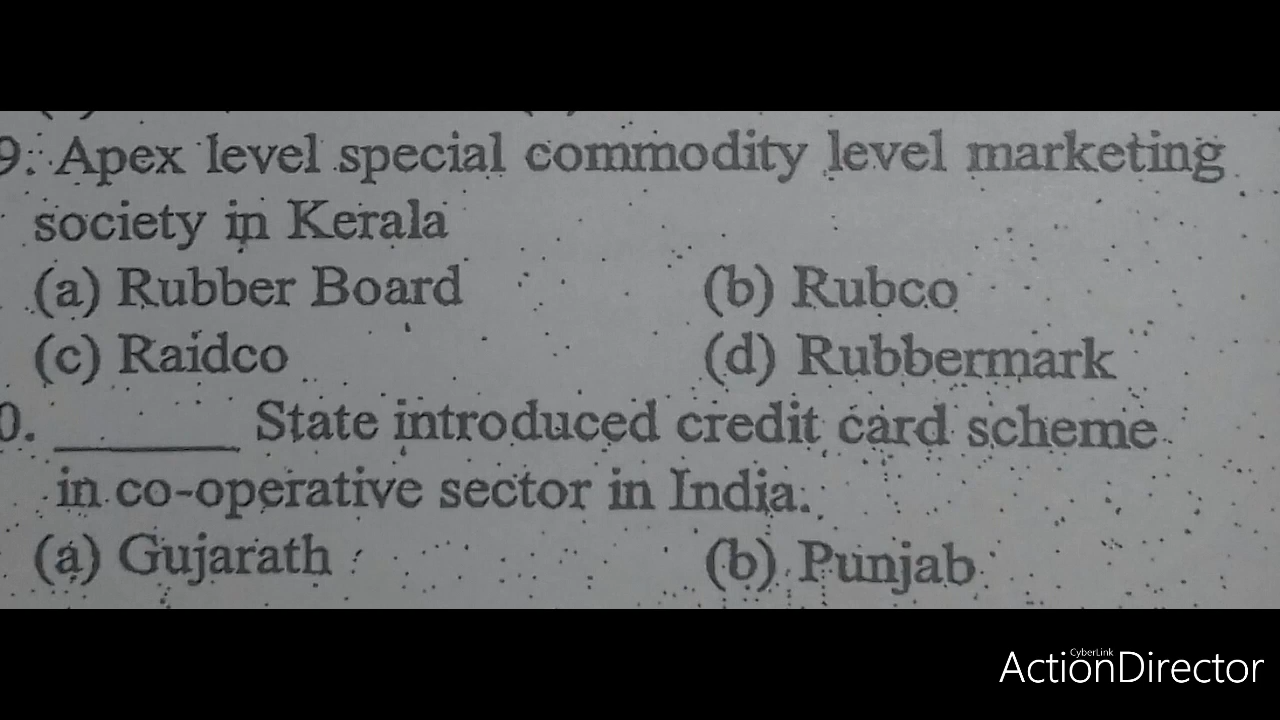 9. Apex level special commodity level marketing
society in Kerala
(a) Rubber Board (b) Rubco
(c) Raidco (d) Rubbermark
0. ________ State introduced credit card scheme
in co-operative sector in India.
(a) Gujarath (b) Punjab
CyberLink
ActionDirector